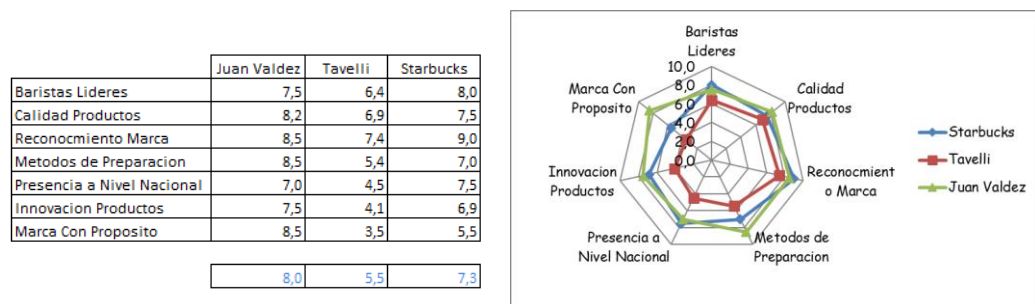 Juan Valdez Tavelli Starbucks
Baristas Lideres 7,5 6,4 8,0
Calidad Productos 8,2 6,9 7,5
Reconocmiento Marca 8,5 7,4 9,0
Metodos de Preparacion 8,5 5,4 7,0
Presencia a Nivel Nacional 7,0 4,5 7,5
Innovacion Productos 7,5 4,1 6,9
Marca Con Proposito 8,5 3,5 5,5
8,0 5,5 7,3
Baristas
Lideres
10,0
8,0
6,0
4,0
2,0
0,0
Calidad
Productos
Reconocmient
o Marca
Metodos de
Preparacion
Presencia a
Nivel Nacional
Innovacion
Productos
Marca Con
Proposito
Starbucks
Tavelli
Juan Valdez